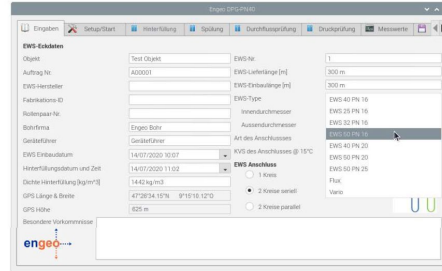 Engeo DPG-PN40
Eingaben
Setup/Start
Hinterfüllung
Spülung
Durchflussprüfung
Druckprüfung
Messwerte
EWS-Eckdaten
Objekt
Test Objekt
EWS-Nr.
1
Auftrag Nr.
A00001
EWS-Lieferlänge [m]
300 m
EWS-Hersteller
EWS-Einbaulänge [m]
300 m
Fabrikations-ID
EWS-Type
EWS 40 PN 16
Rollenpaar-Nr.
Innendurchmesser
EWS 25 PN 16
EWS 32 PN 16
Bohrfirma
Engeo Bohr
Aussendurchmesser
EWS 50 PN 16
Geräteführer
Geräteführer
Art des Anschlusses
EWS 40 PN 20
EWS Einbaudatum
14/07/2020 10:07
KVS des Anschlusses @ 15°C
EWS 50 PN 20
Hinterfüllungsdatum und Zeit
14/07/2020 11:02
EWS Anschluss
EWS 50 PN 25
Dichte Hinterfüllung [kg/m^3]
1442 kg/m3
1 Kreis
Flux
GPS Länge & Breite
47°28'34.15"N 9°15'10.12"O
2 Kreise seriell
Vario
GPS Höhe
625 m
2 Kreise parallel
Besondere Vorkommnisse
engeo